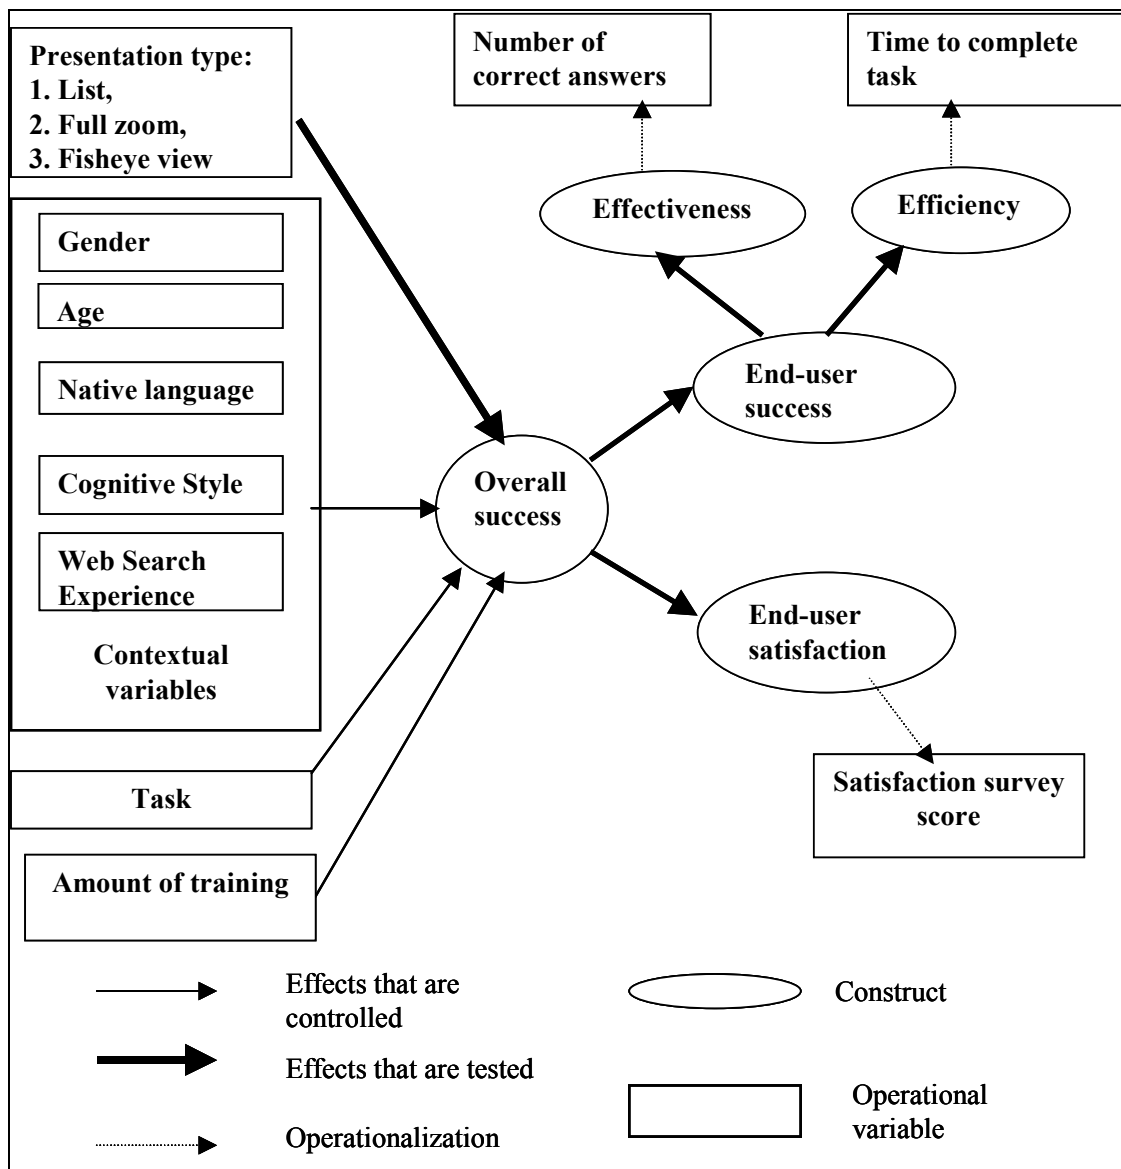 Presentation type:
1. List,
2. Full zoom,
3. Fisheye view
Number of
correct answers
Time to complete
task
Effectiveness
Efficiency
Gender
Age
Native language
Cognitive Style
Web Search
Experience
Contextual
variables
End-user
success
Overall
success
End-user
satisfaction
Satisfaction survey
score
Task
Amount of training
Effects that are
controlled
Effects that are tested
Operationalization
Construct
Operational
variable